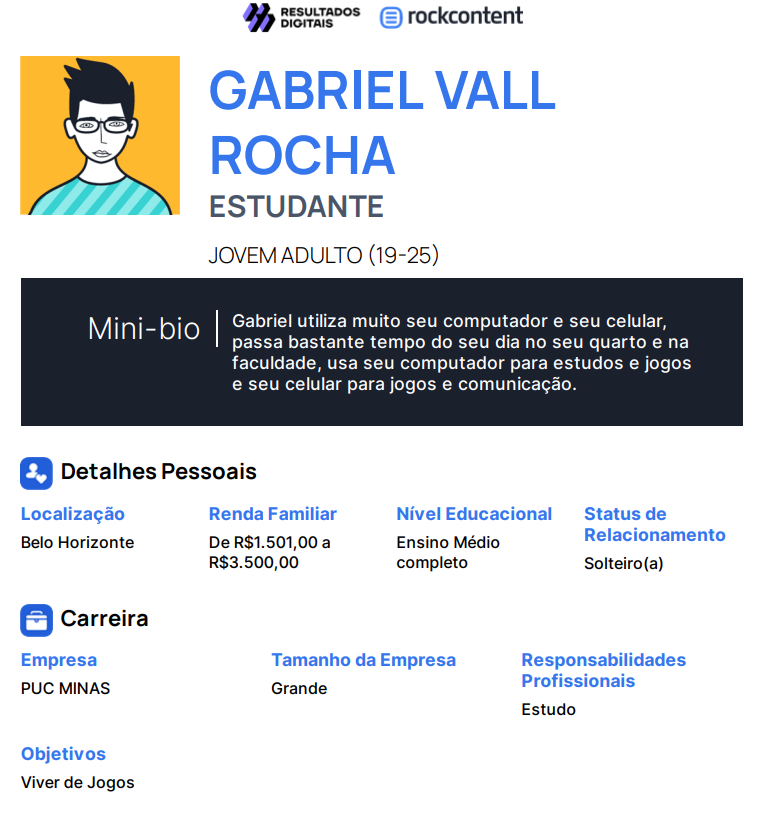 RESULTADOS
DIGITAIS
rockcontent
GABRIEL VALL
ROCHA
ESTUDANTE
JOVEM ADULTO (19-25)
Mini-bio
Gabriel utiliza muito seu computador e seu celular,
passa bastante tempo do seu dia no seu quarto e na
faculdade, usa seu computador para estudos e jogos
e seu celular para jogos e comunicação.
Detalhes Pessoais
Localização
Belo Horizonte
Renda Familiar
De R$1.501,00 a
R$3.500,00
Nível Educacional
Ensino Médio
completo
Status de
Relacionamento
Solteiro(a)
Carreira
Empresa
PUC MINAS
Tamanho da Empresa
Grande
Responsabilidades
Profissionais
Estudo
Objetivos
Viver de Jogos